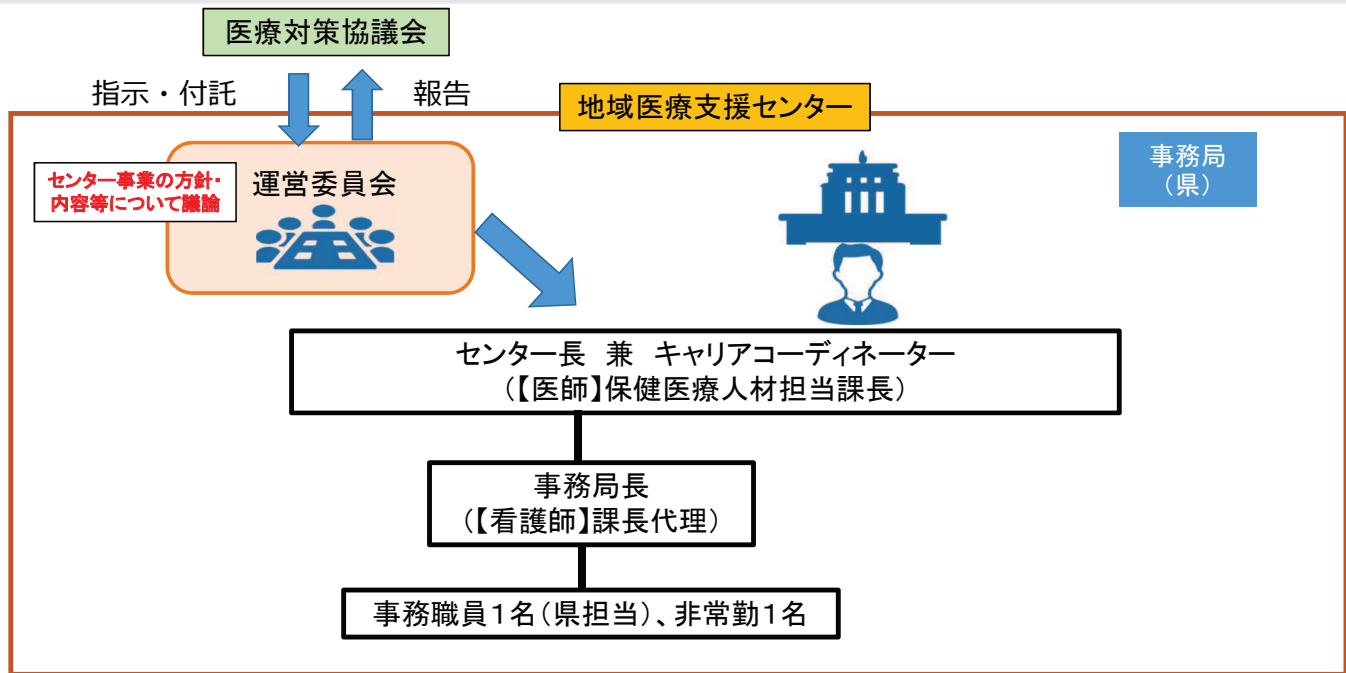 医療対策協議会
指示・付託
報告
地域医療支援センター
事務局
（県）
センター事業の方針・
内容等について議論
運営委員会
センター長　兼　キャリアコーディネーター
（【医師】保健医療人材担当課長）
事務局長
（【看護師】課長代理）
事務職員１名（県担当）、非常勤１名